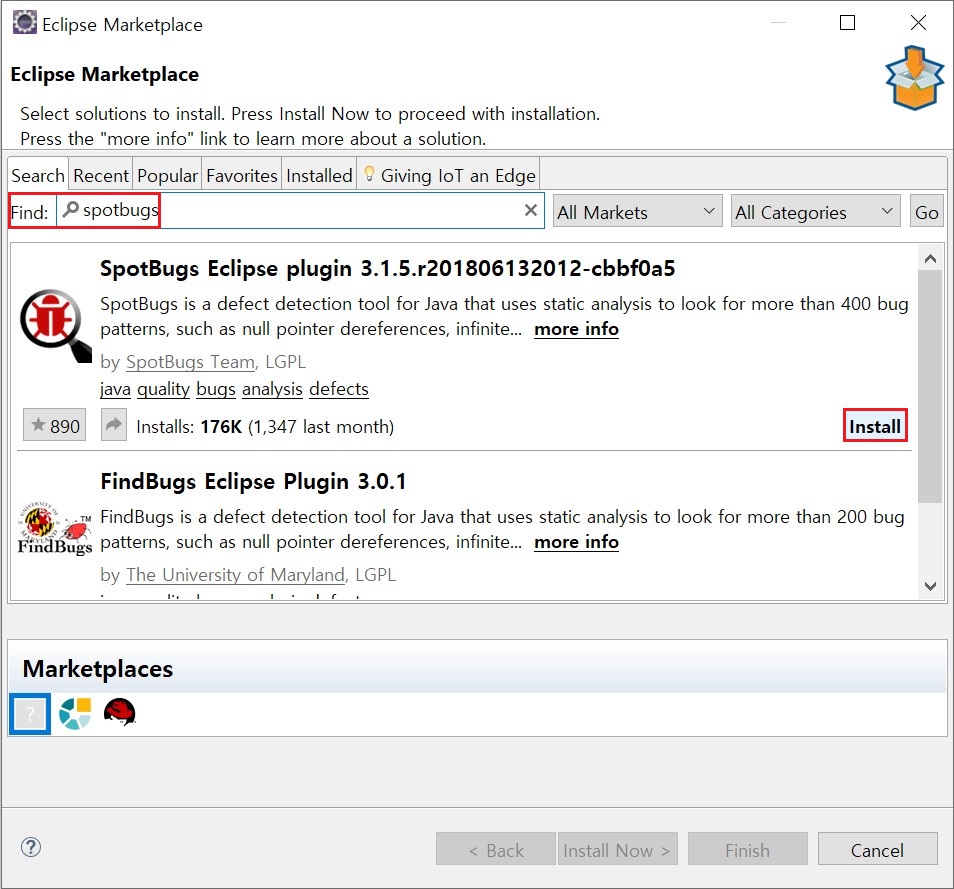 Eclipse Marketplace
Eclipse Marketplace
Select solutions to install. Press Install Now to proceed with installation.
Press the "more info" link to learn more about a solution.
Search Recent Popular Favorites Installed Giving IoT an Edge
Find: spotbugs All Markets All Categories Go
SpotBugs Eclipse plugin 3.1.5.r201806132012-cbbf0a5
SpotBugs is a defect detection tool for Java that uses static analysis to look for more than 400 bug
patterns, such as null pointer dereferences, infinite... more info
by SpotBugs Team, LGPL
java quality bugs analysis defects
890 Installs: 176K (1,347 last month) Install
FindBugs Eclipse Plugin 3.0.1
FindBugs is a defect detection tool for Java that uses static analysis to look for more than 200 bug
patterns, such as null pointer dereferences, infinite... more info
UNIVERSITY OF MARYLAND
TM
FindBugs
by The University of Maryland, LGPL
Marketplaces
?
? < Back Install Now > Finish Cancel